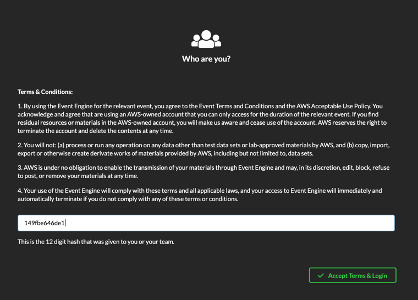 Who are you?
Terms & Conditions:
1. By using the Event Engine for the relevant event, you agree to the Event Terms and Conditions and the AWS Acceptable Use Policy. You
acknowledge and agree that are using an AWS-owned account that you can only access for the duration of the relevant event. If you find
residual resources or materials in the AWS-owned account, you will make us aware and cease use of the account. AWS reserves the right to
terminate the account and delete the contents at any time.
2. You will not: (a) process or run any operation on any data other than test data sets or lab-approved materials by AWS, and (b) copy, import,
export or otherwise create derivate works of materials provided by AWS, including but not limited to, data sets.
3. AWS is under no obligation to enable the transmission of your materials through Event Engine and may, in its discretion, edit, block, refuse
to post, or remove your materials at any time.
4. Your use of the Event Engine will comply with these terms and all applicable laws, and your access to Event Engine will immediately and
automatically terminate if you do not comply with any of these terms or conditions.
149fbe646de1
This is the 12 digit hash that was given to you or your team.
Accept Terms & Login